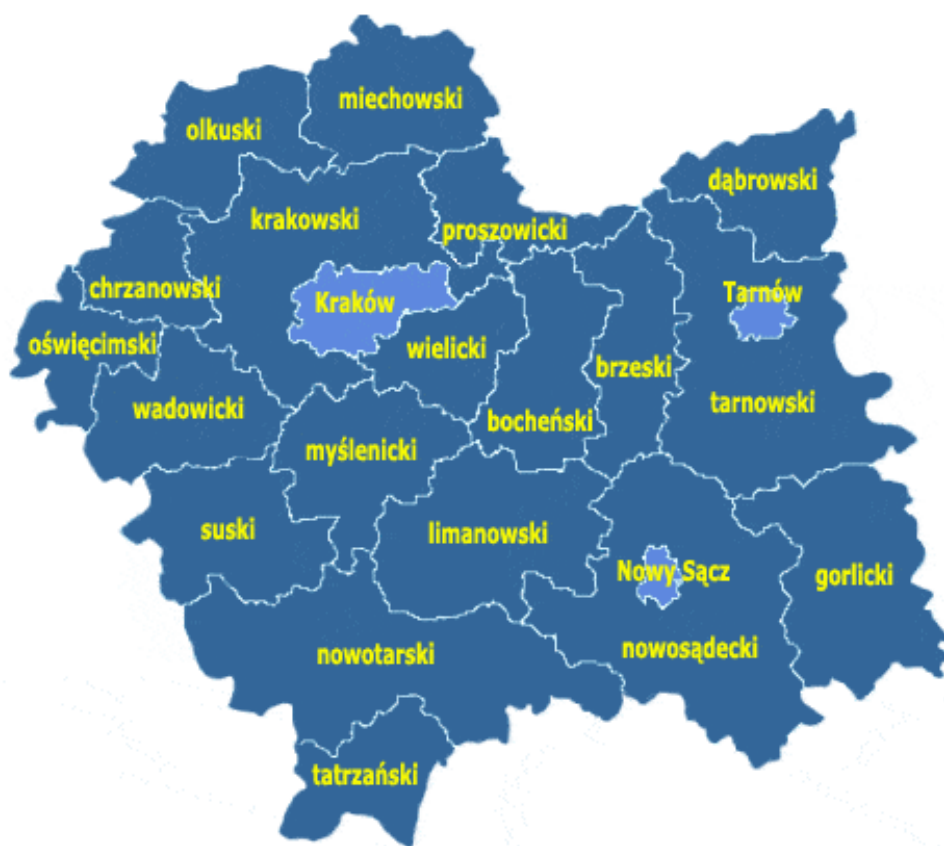 miechowski
olkuski
dąbrowski
krakowski
proszowicki
chrzanowski
Kraków
Tarnów
oświęcimski
wielicki
brzeski
wadowicki
tarnowski
bocheński
myślenicki
suski
limanowski
Nowy Sącz
gorlicki
nowotarski
nowosądecki
tatrzański